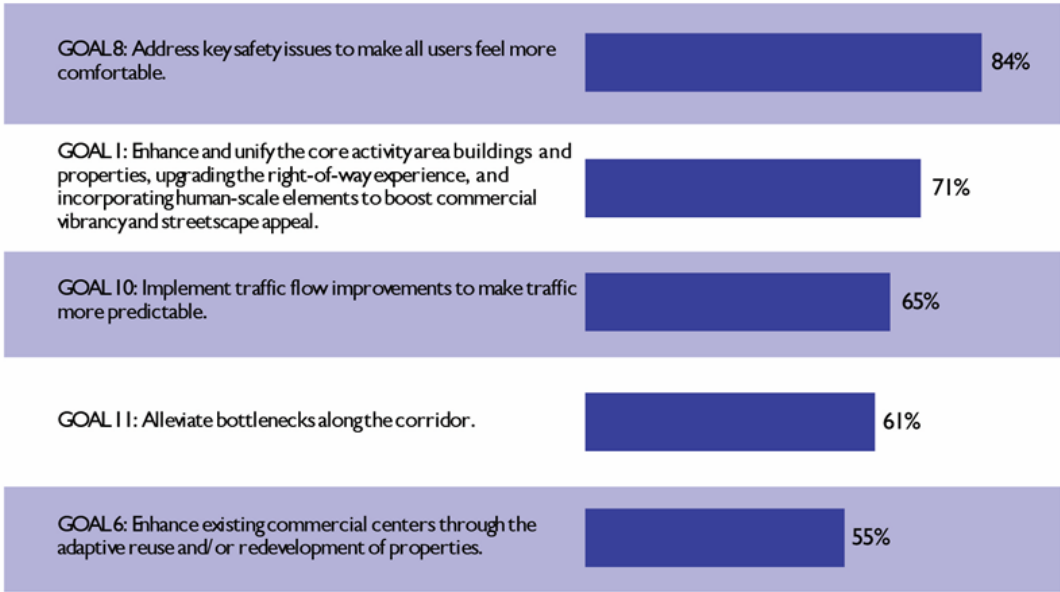 GOAL 8: Address key safety issues to make all users feel more
comfortable.
84%
GOAL 1: Enhance and unify the core activity area buildings and
properties, upgrading the right-of-way experience, and
incorporating human-scale elements to boost commercial
vibrancy and streetscape appeal.
71%
GOAL 10: Implement traffic flow improvements to make traffic
more predictable.
65%
GOAL 11: Alleviate bottlenecks along the corridor.
61%
GOAL 6: Enhance existing commercial centers through the
adaptive reuse and/or redevelopment of properties.
55%